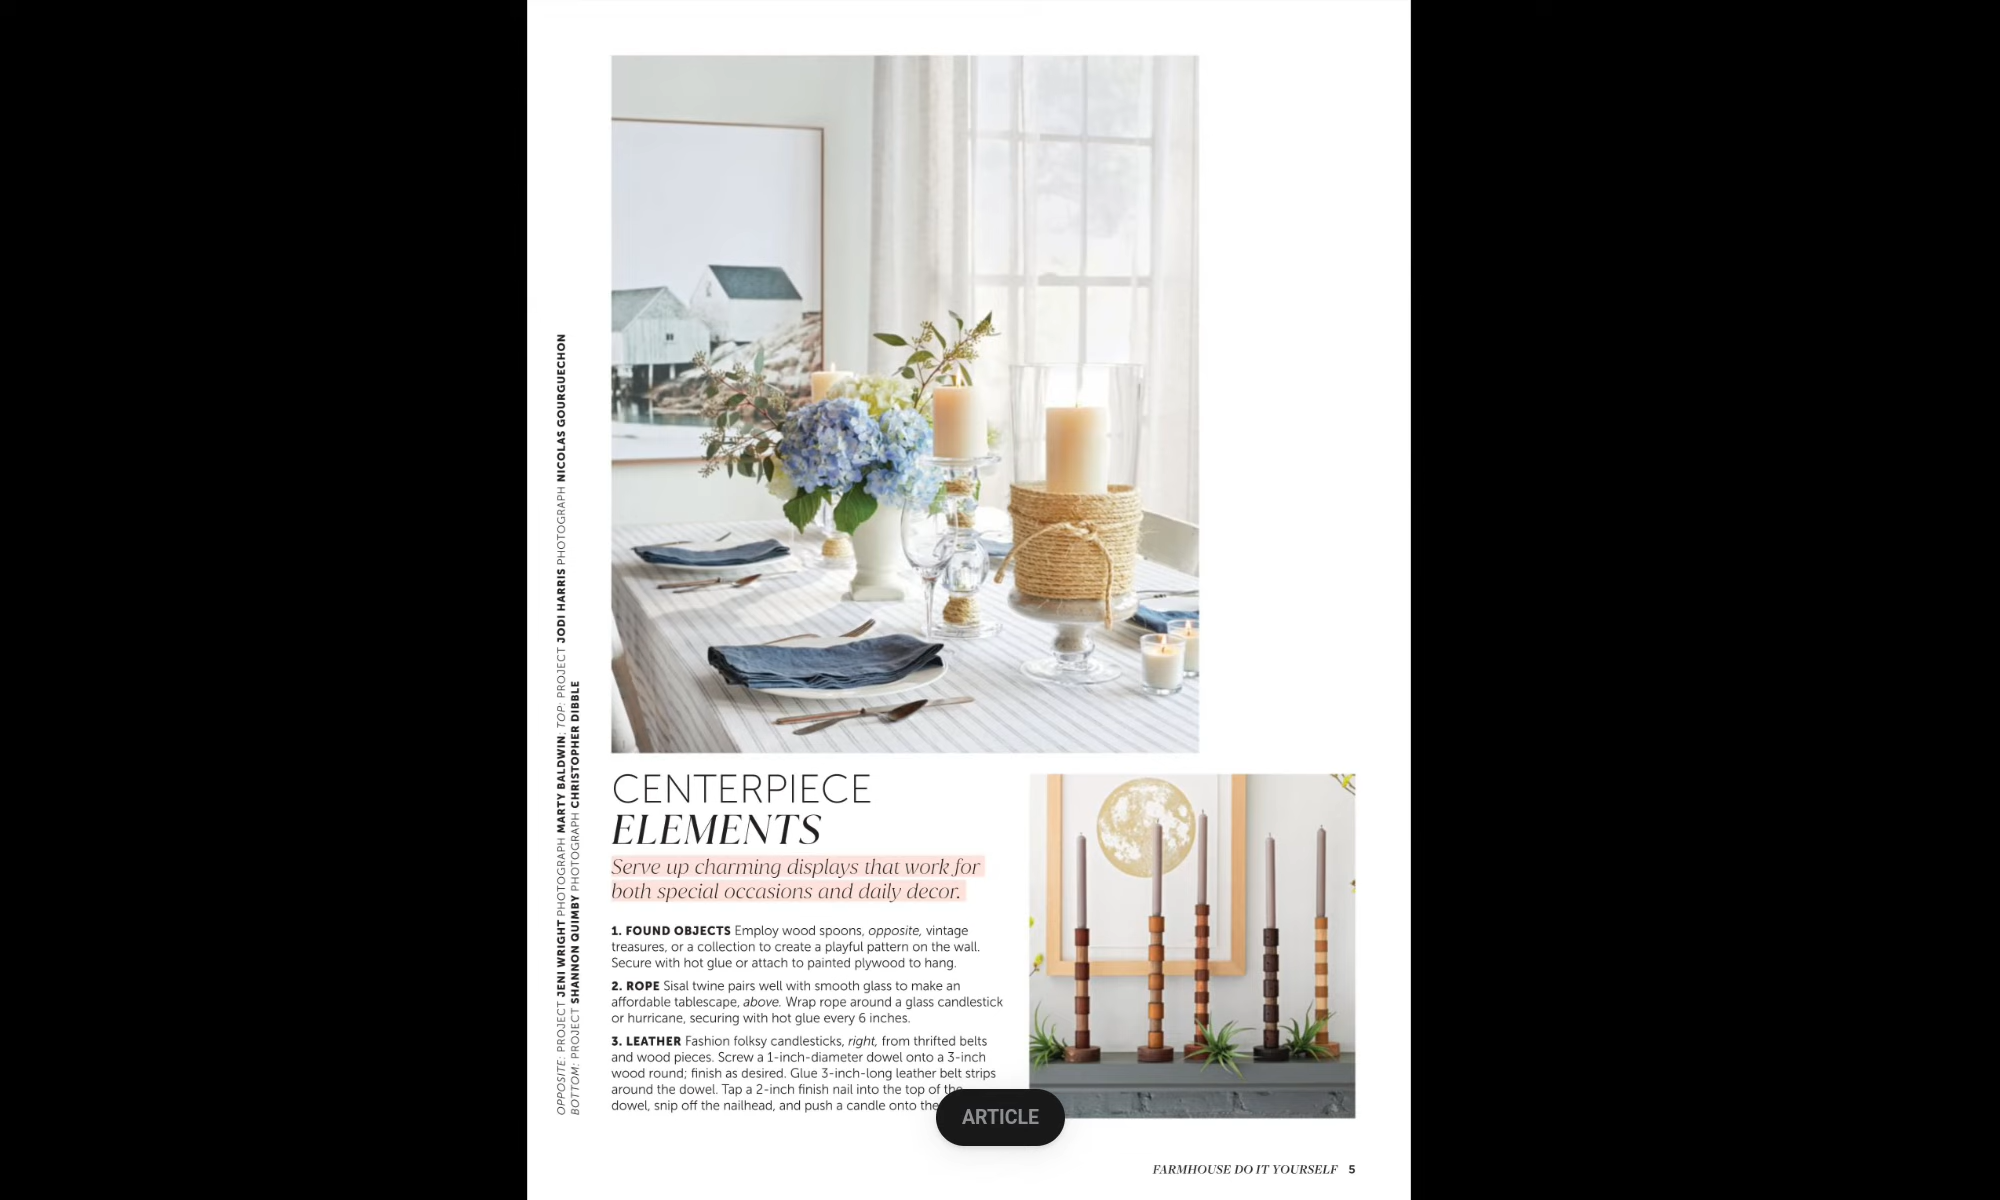 OPPOSITE: PROJECT JENI WRIGHT PHOTOGRAPH MARTY BALDWIN; TOP: PROJECT JODI HARRIS PHOTOGRAPH NICOLAS GOURGUECHON
BOTTOM: PROJECT SHANNON QUIMBY PHOTOGRAPH CHRISTOPHER DIBBLE
CENTERPIECE
ELEMENTS
Serve up charming displays that work for
both special occasions and daily decor.
1. FOUND OBJECTS Employ wood spoons, opposite, vintage
treasures, or a collection to create a playful pattern on the wall.
Secure with hot glue or attach to painted plywood to hang.
2. ROPE Sisal twine pairs well with smooth glass to make an
affordable tablescape, above. Wrap rope around a glass candlestick
or hurricane, securing with hot glue every 6 inches.
3. LEATHER Fashion folksy candlesticks, right, from thrifted belts
and wood pieces. Screw a 1-inch-diameter dowel onto a 3-inch
wood round; finish as desired. Glue 3-inch-long leather belt strips
around the dowel. Tap a 2-inch finish nail into the top of the
dowel, snip off the nailhead, and push a candle onto the
ARTICLE
FARMHOUSE DO IT YOURSELF 5